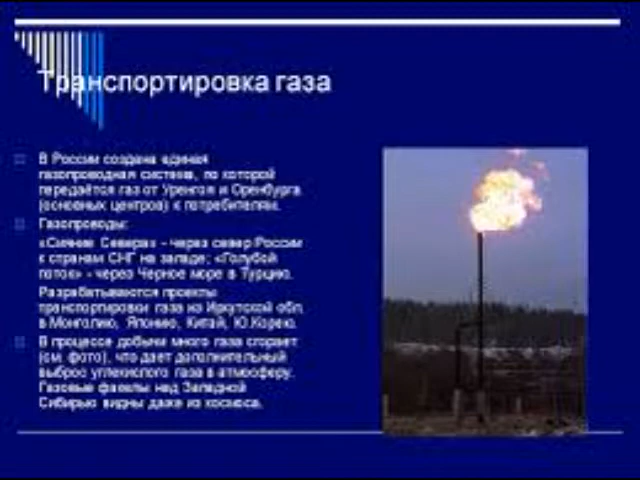 Транспортировка газа
В России создана единая
газопроводная система, по которой
передаётся газ от Уренгоя и Оренбурга
(основных центров) к потребителям.
Газопроводы:
«Сияние Севера» - через север России
к странам СНГ на западе; «Голубой
поток» - через Черное море в Турцию.
Разрабатываются проекты
транспортировки газа из Иркутской обл.
в Монголию, Японию, Китай, Ю.Корею.
В процессе добычи много газа сгорает
(см. фото), что дает дополнительный
выброс углекислого газа в атмосферу.
Газовые факелы над Западной
Сибирью видны даже из космоса.